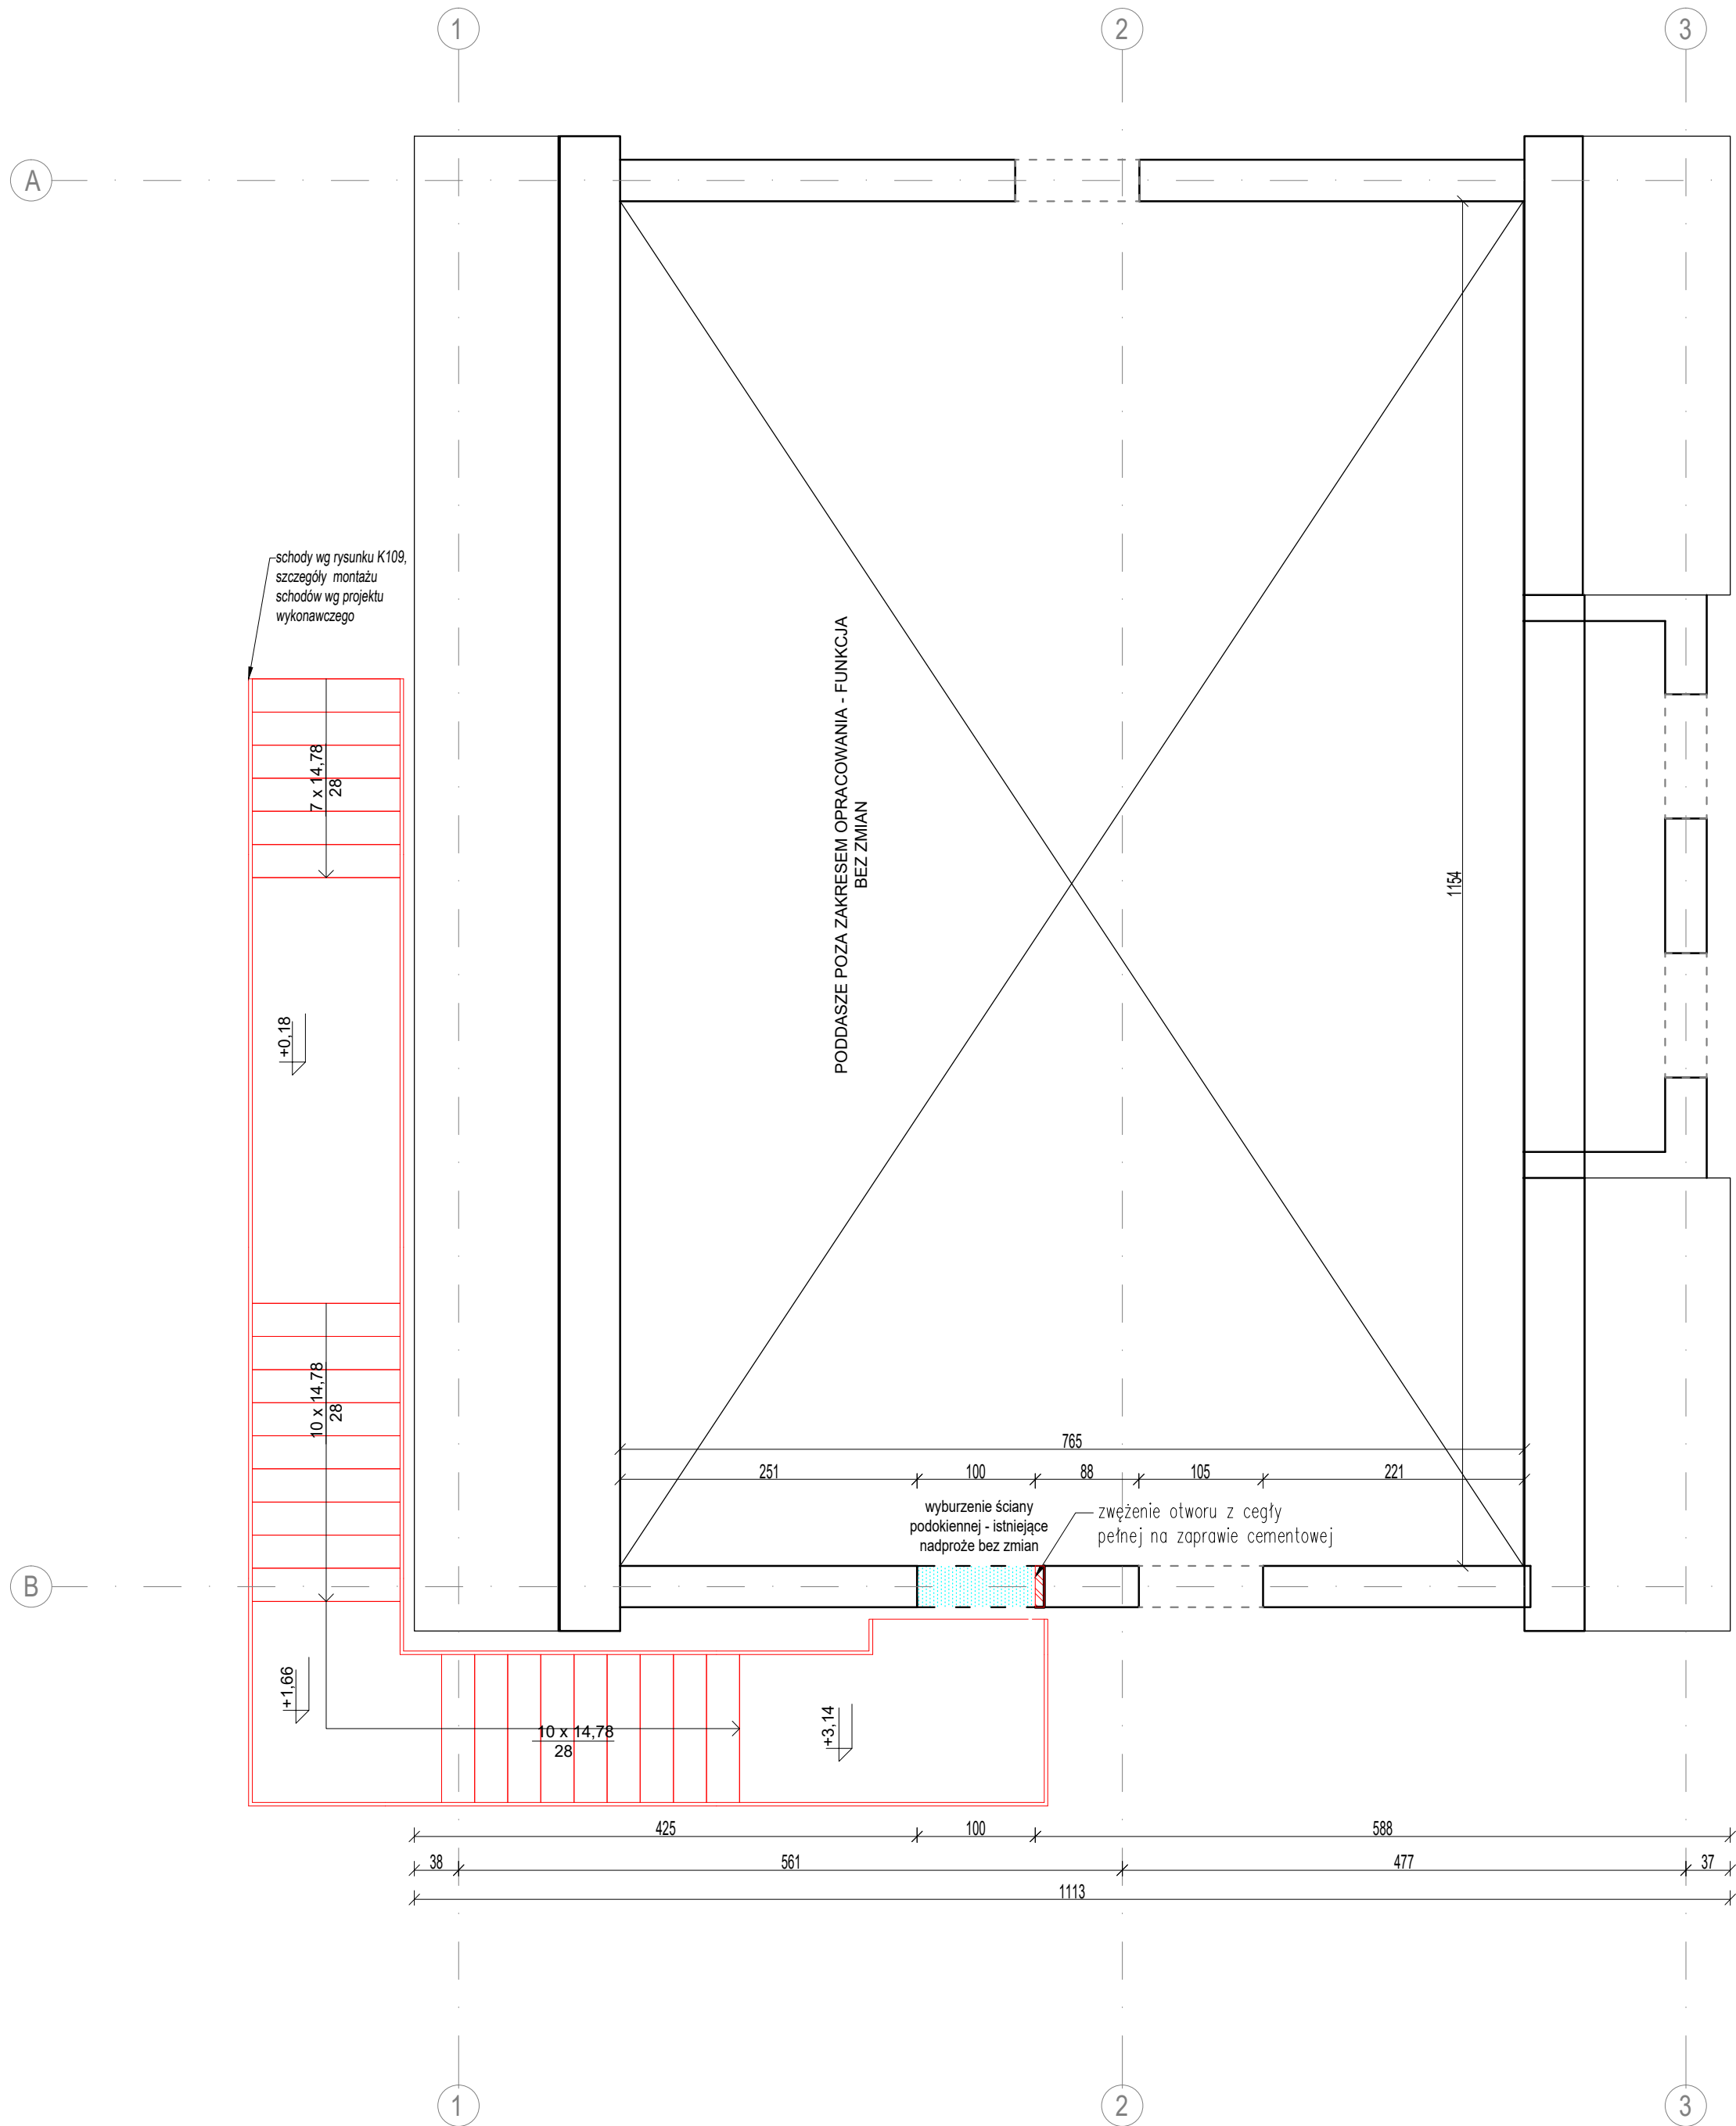 1
2
3
A
schody wg rysunku K109,
szczegóły montażu
schodów wg projektu
wykonawczego
PODDASZE POZA ZAKRESEM OPRACOWANIA - FUNKCJA
BEZ ZMIAN
7 x 14,78
28
1154
+0,18
10 x 14,78
28
765
251
100
88
105
221
wyburzenie ściany
podokiennej - istniejące
nadproże bez zmian
zwężenie otworu z cegły
pełnej na zaprawie cementowej
B
+1,66
10 x 14,78
28
+3,14
425
100
588
38
561
477
37
1113
1
2
3